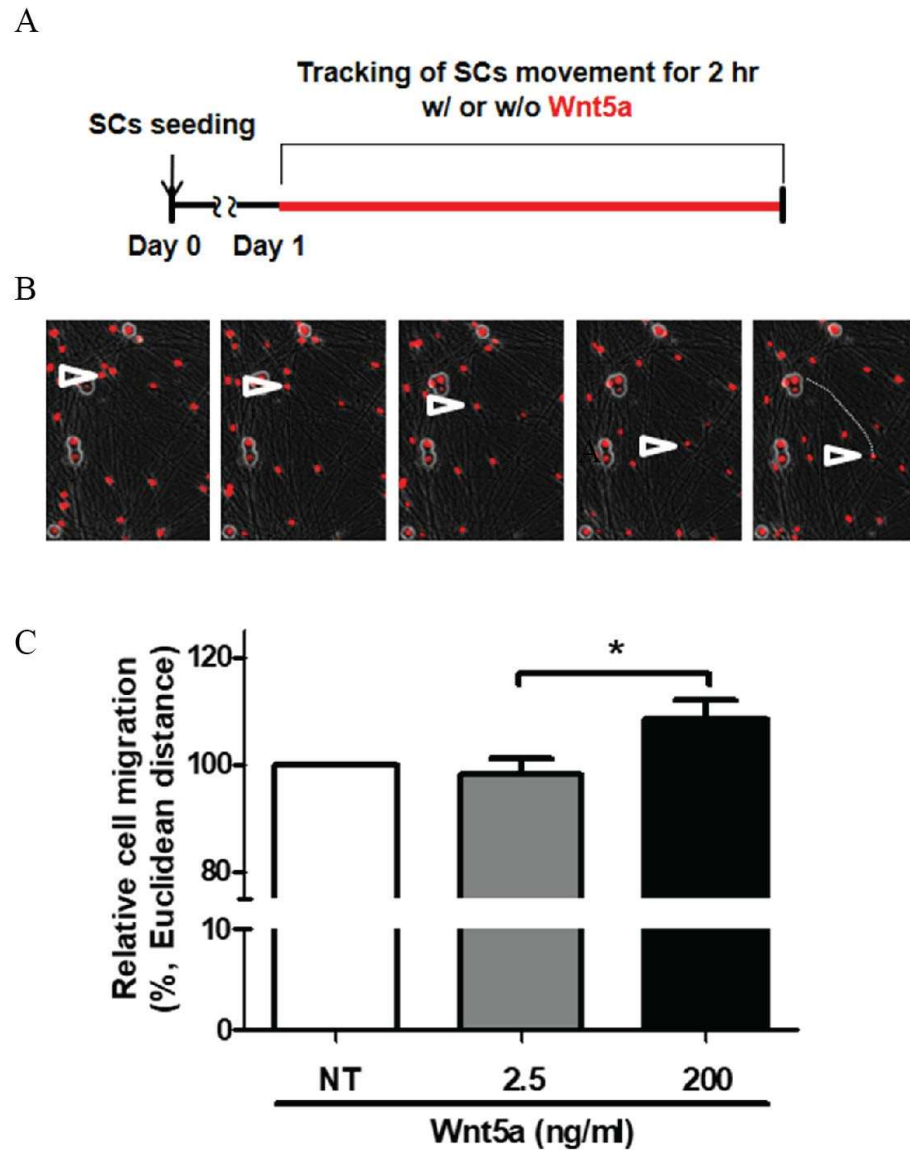 A
Tracking of SCs movement for 2 hr
w/ or w/o Wnt5a
SCs seeding
Day 0 Day 1
B
C
Relative cell migration
(%, Euclidean distance)
120
*
100
80
10
0
NT 2.5 200
Wnt5a (ng/ml)